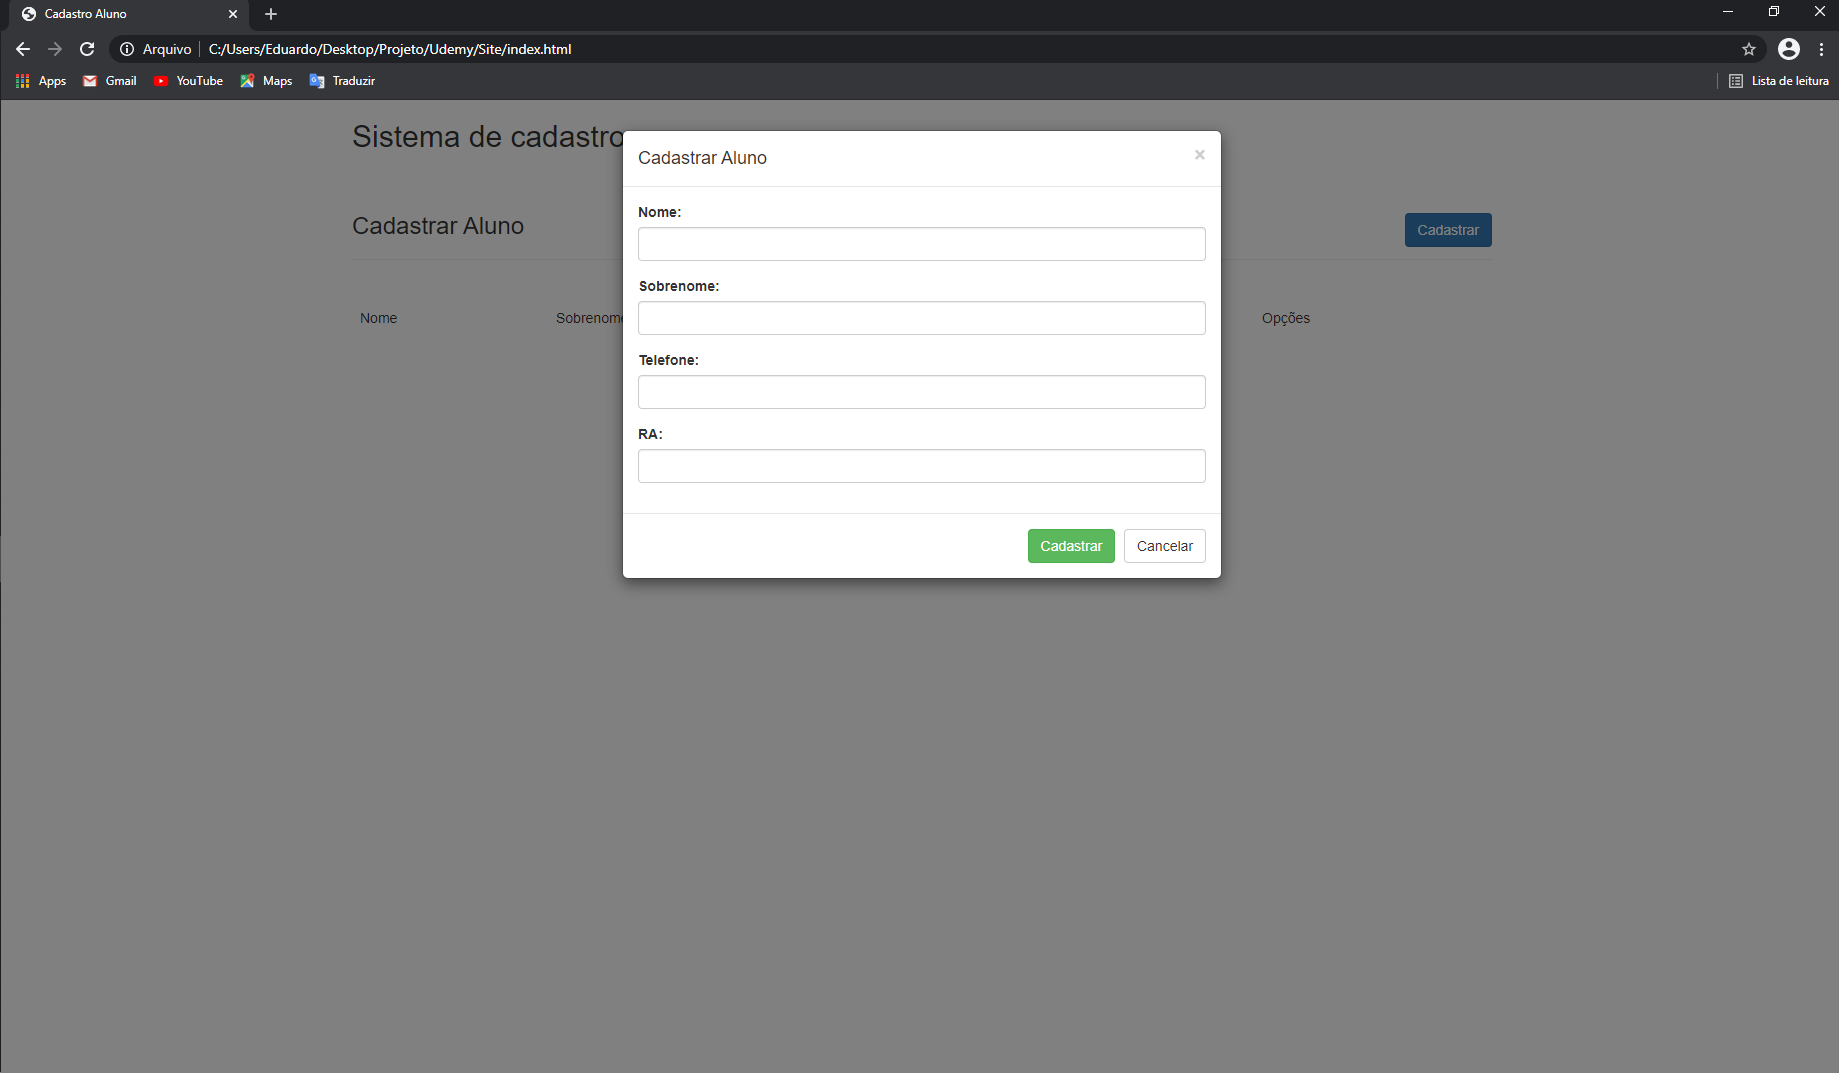 Cadastro Aluno
Arquivo C:/Users/Eduardo/Desktop/Projeto/Udemy/Site/index.html
Apps Gmail YouTube Maps Traduzir Lista de leitura
Sistema de cadastro
Cadastrar Aluno
Cadastrar
Nome Sobrenome Opções
Cadastrar Aluno ×
Nome:
Sobrenome:
Telefone:
RA:
Cadastrar Cancelar